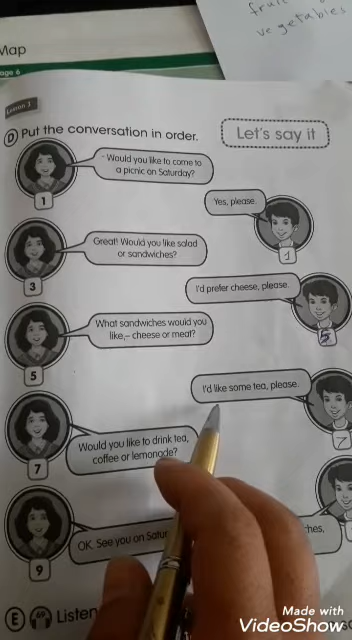 fruit
vegetables
Map
age 6
Lesson 3
D Put the conversation in order.
Let's say it
- Would you like to come to
a picnic on Saturday?
1
Yes, please.
1
Great! Would you like salad
or sandwiches?
3
I'd prefer cheese, please.
5
What sandwiches would you
like,– cheese or meat?
5
I'd like some tea, please.
7
Would you like to drink tea,
coffee or lemonade?
7
OK. See you on
9
E Listen
Made with
VideoShow